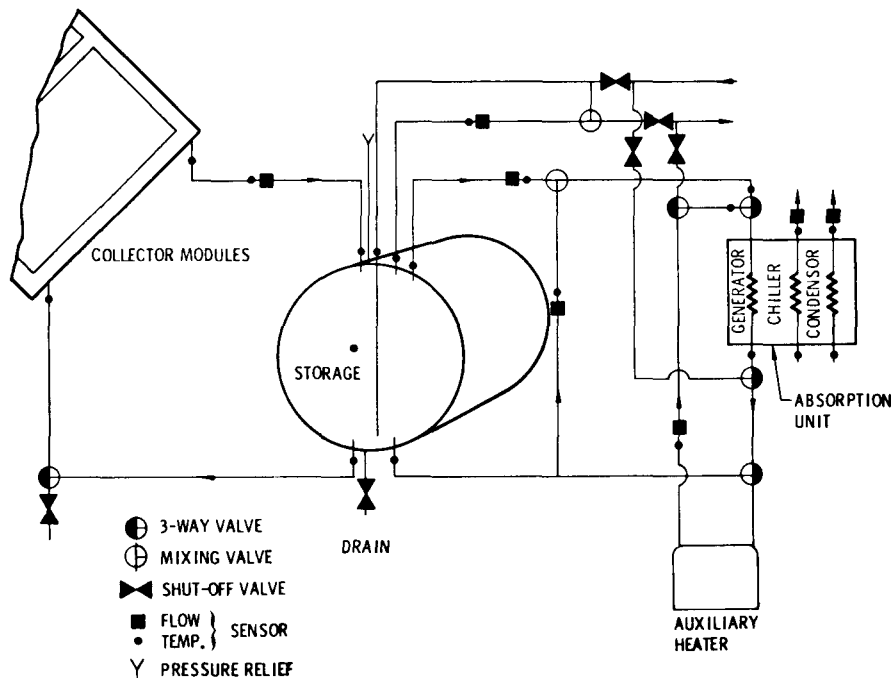 COLLECTOR MODULES
STORAGE
GENERATOR
CHILLER
CONDENSOR
ABSORPTION
UNIT
DRAIN
AUXILIARY
HEATER
3-WAY VALVE
MIXING VALVE
SHUT-OFF VALVE
FLOW
TEMP.
SENSOR
PRESSURE RELIEF